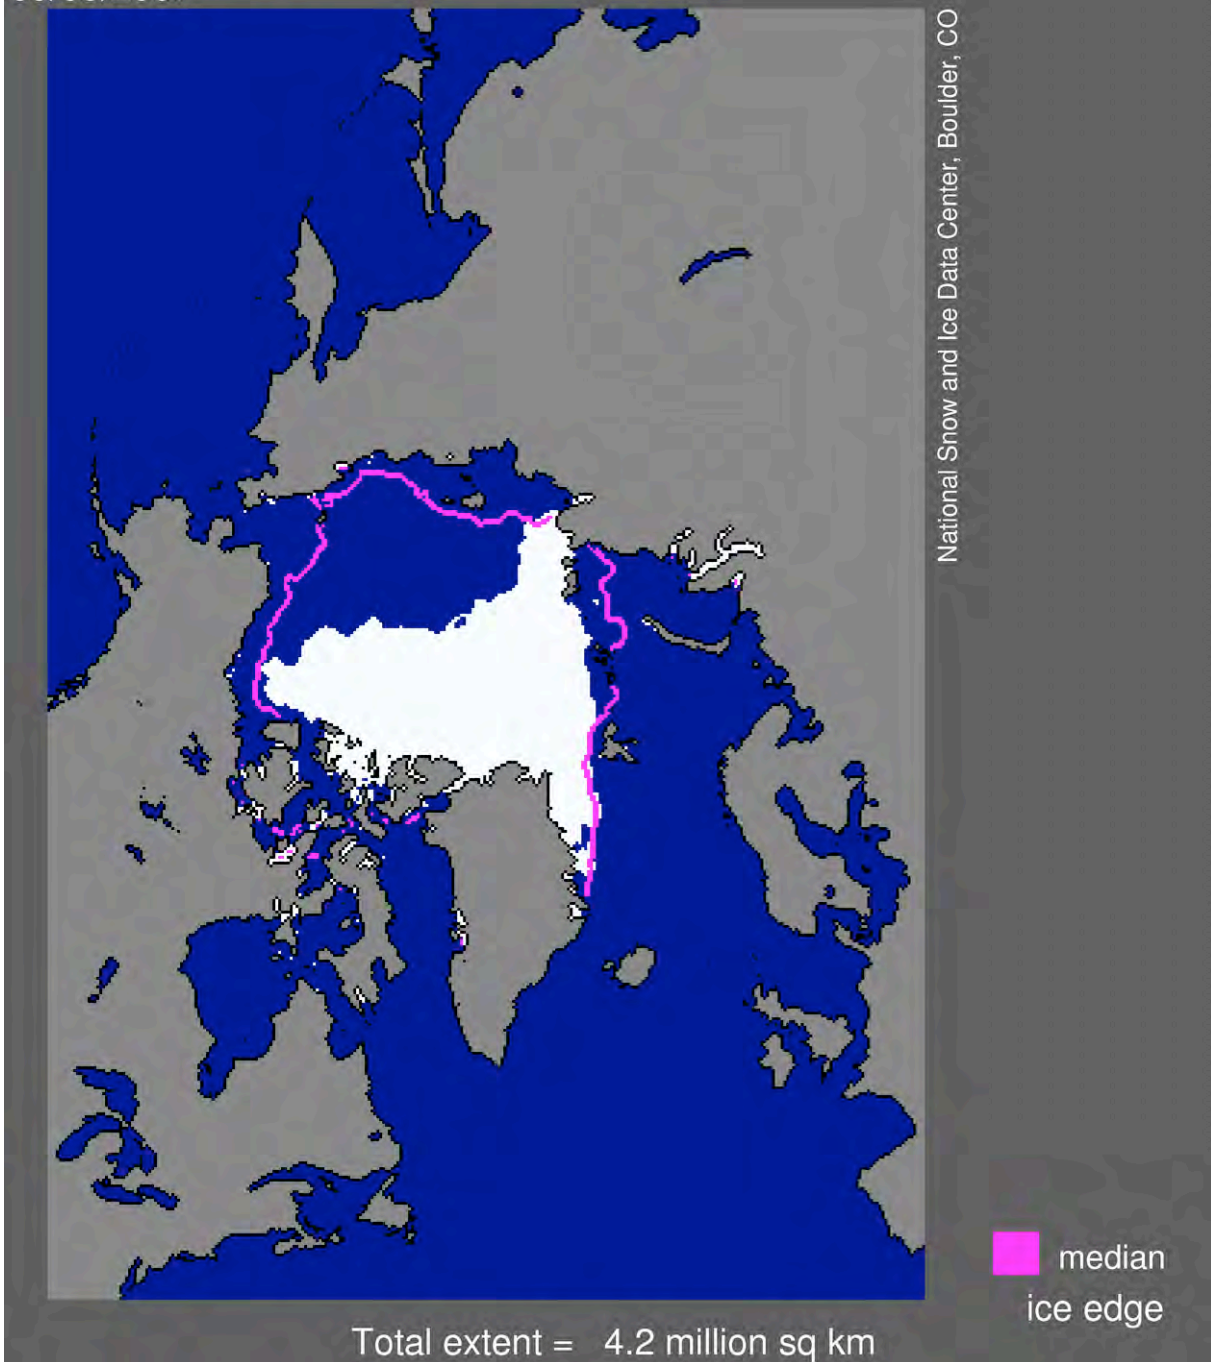 National Snow and Ice Data Center, Boulder, CO
median
ice edge
Total extent = 4.2 million sq km